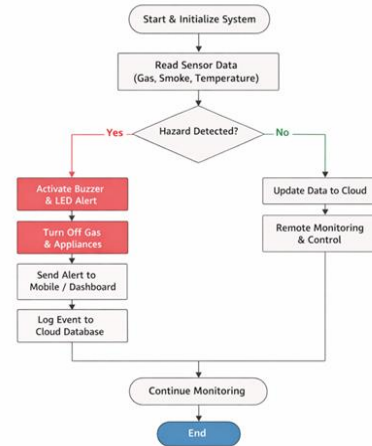 Start & Initialize System
Read Sensor Data
(Gas, Smoke, Temperature)
Hazard Detected?
Yes
No
Activate Buzzer
& LED Alert
Turn Off Gas
& Appliances
Send Alert to
Mobile / Dashboard
Log Event to
Cloud Database
Update Data to Cloud
Remote Monitoring
& Control
Continue Monitoring
End